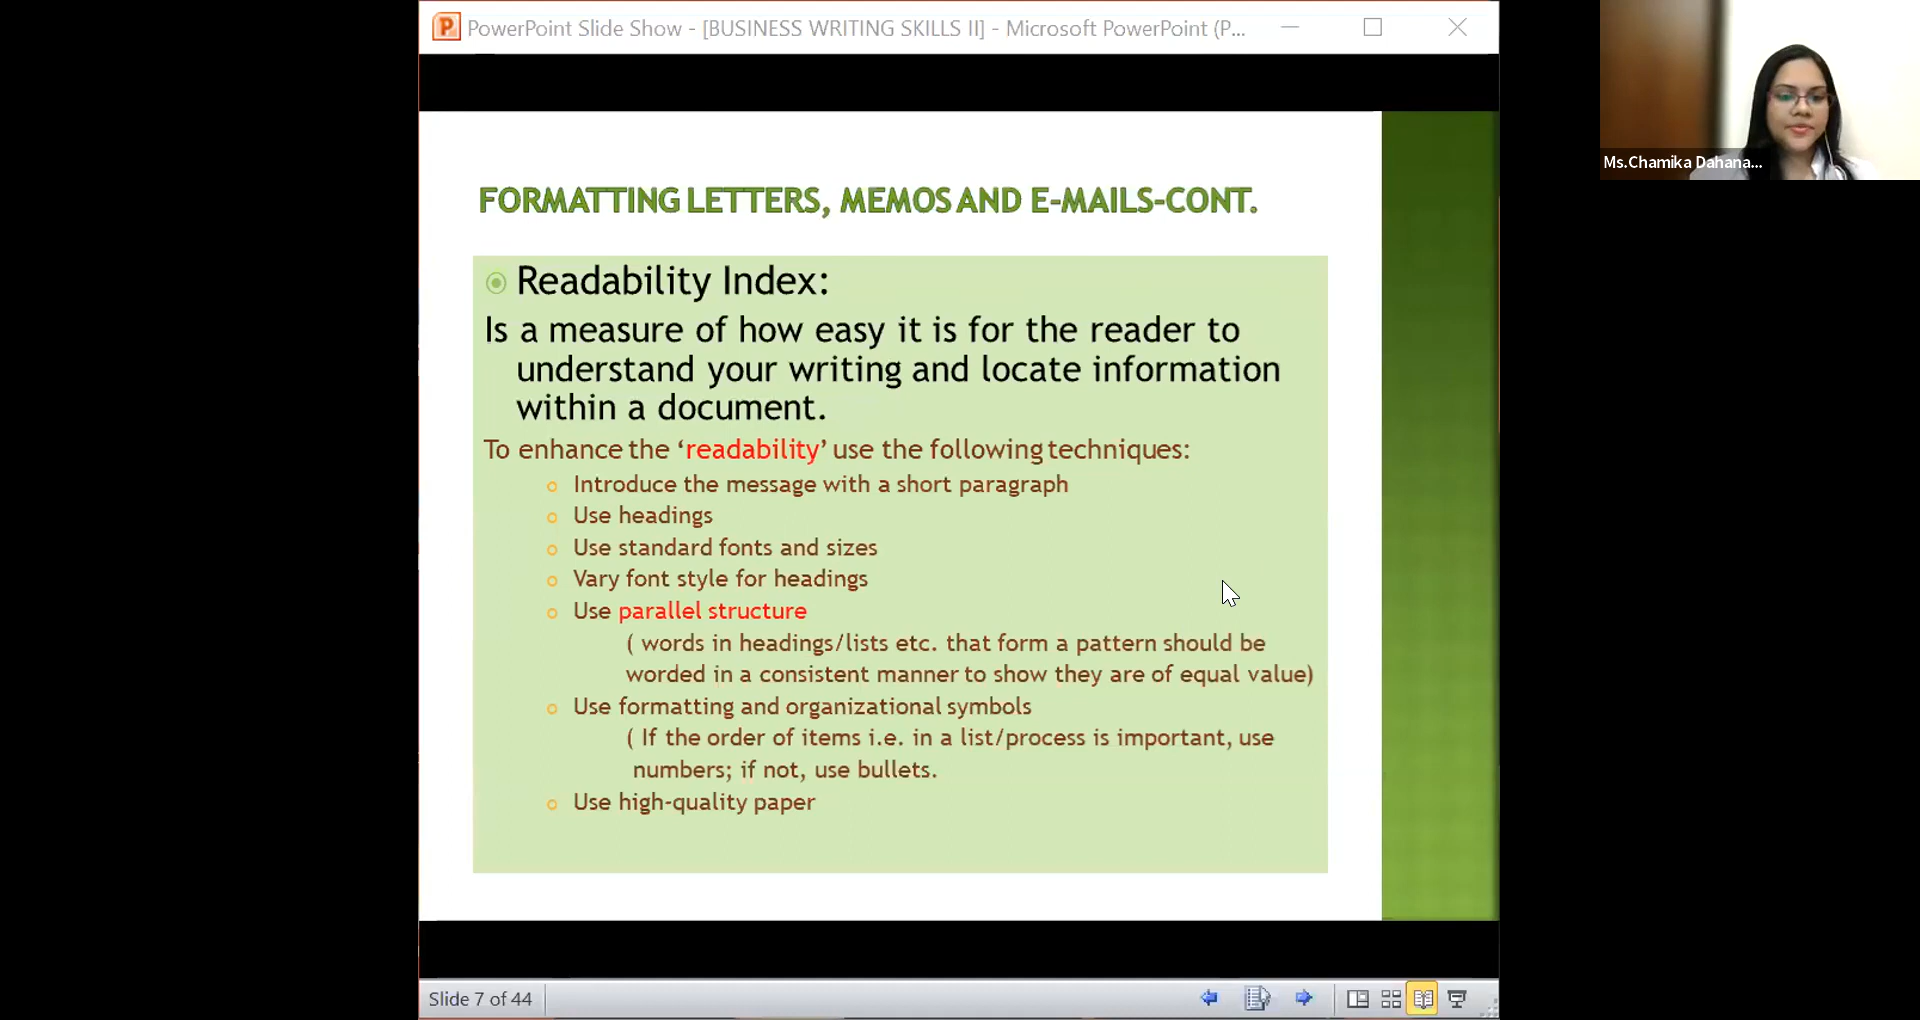 PowerPoint Slide Show - [BUSINESS WRITING SKILLS II] - Microsoft PowerPoint (P...
Ms.Chamika Dahana...
FORMATTING LETTERS, MEMOS AND E-MAILS-CONT.
Readability Index:
Is a measure of how easy it is for the reader to
understand your writing and locate information
within a document.
To enhance the ‘readability’ use the following techniques:
Introduce the message with a short paragraph
Use headings
Use standard fonts and sizes
Vary font style for headings
Use parallel structure
( words in headings/lists etc. that form a pattern should be
worded in a consistent manner to show they are of equal value)
Use formatting and organizational symbols
( If the order of items i.e. in a list/process is important, use
numbers; if not, use bullets.
Use high-quality paper
Slide 7 of 44